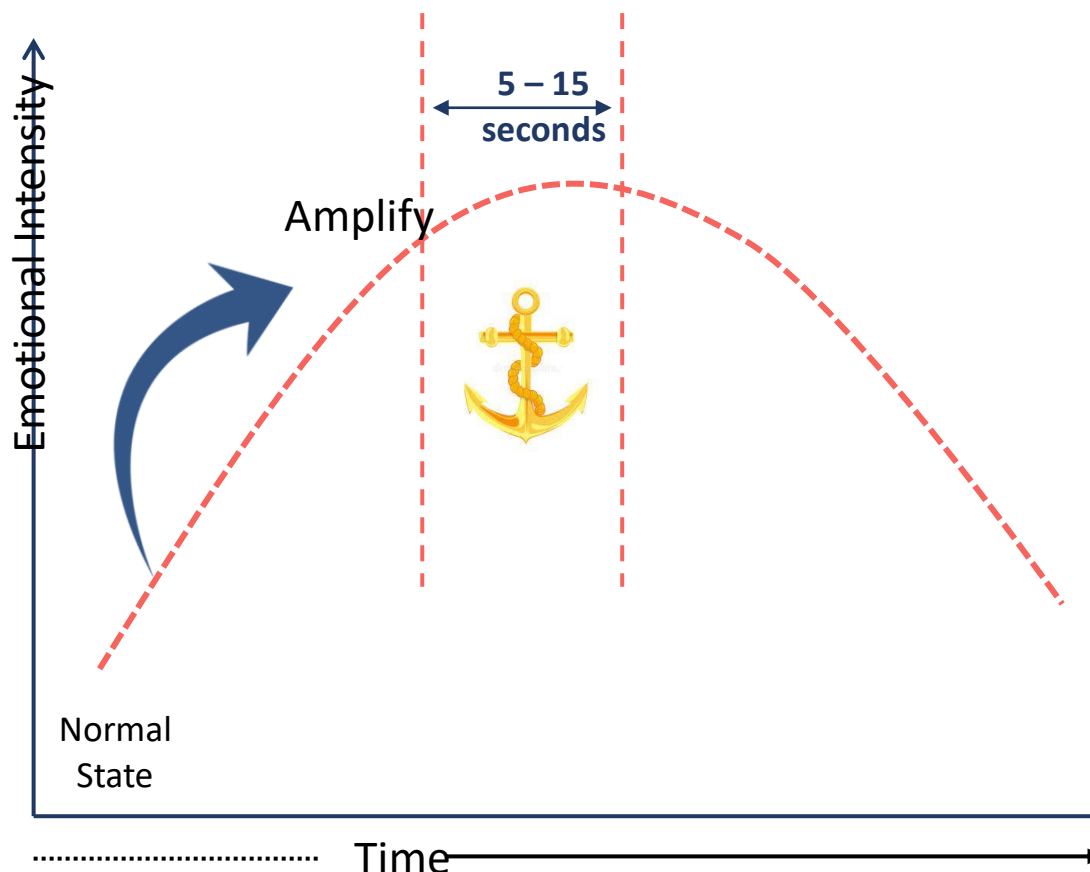 5 – 15
seconds
Emotional Intensity
Amplify
Normal
State
Time